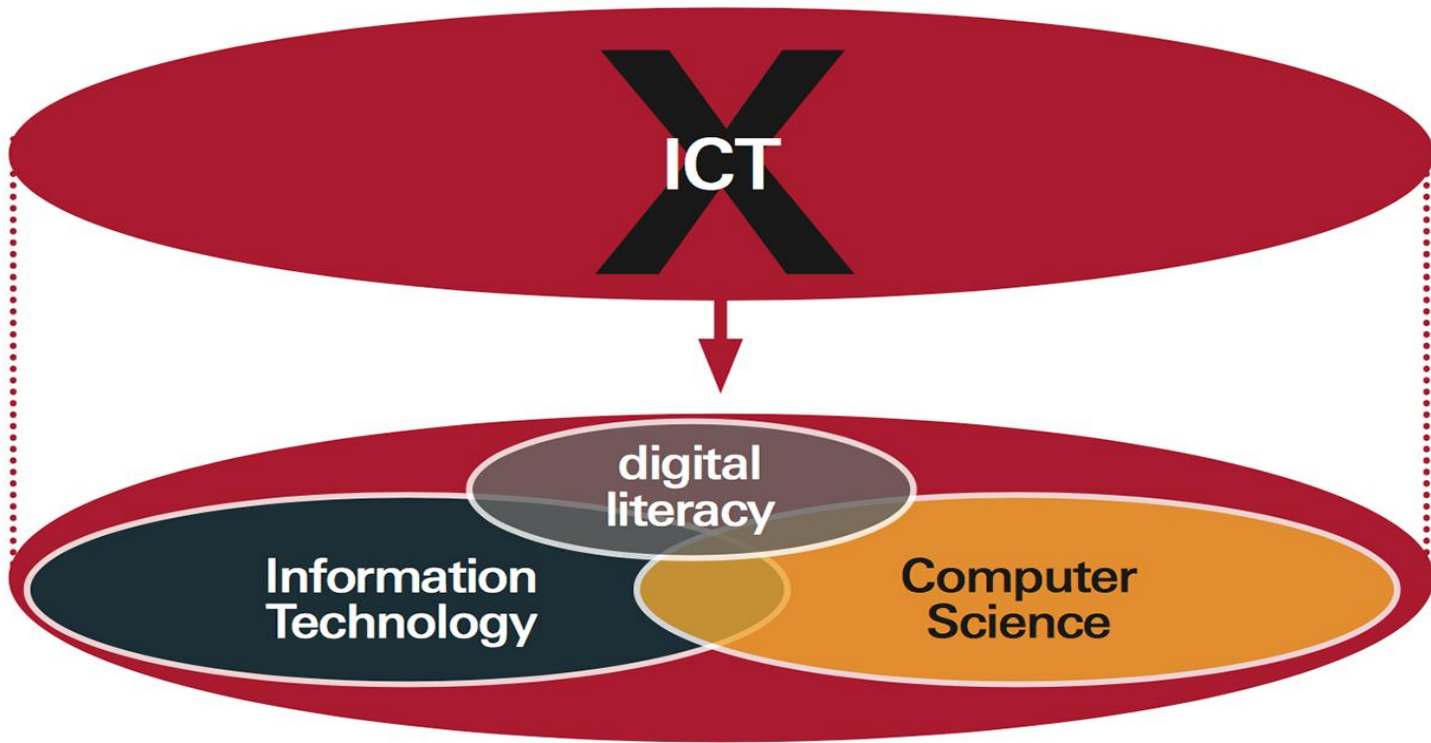 X
ICT
digital
literacy
Information
Technology
Computer
Science